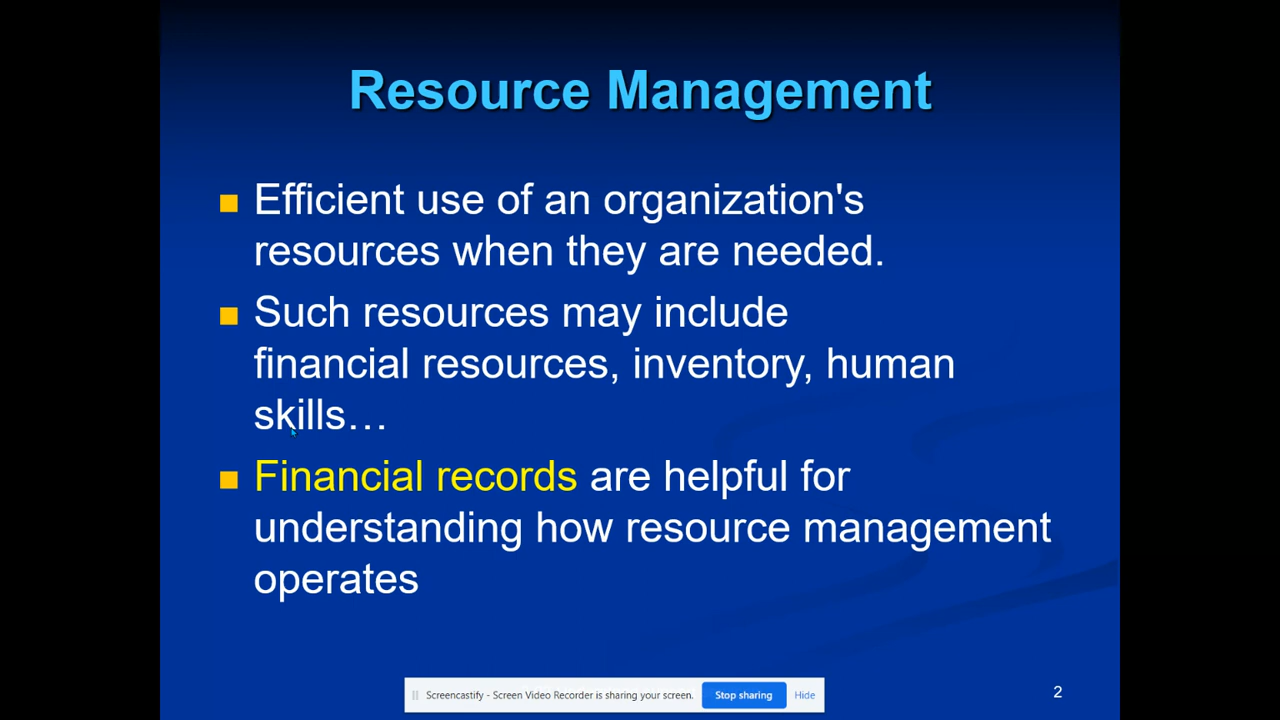 Resource Management
Efficient use of an organization's
resources when they are needed.
Such resources may include
financial resources, inventory, human
skills…
Financial records are helpful for
understanding how resource management
operates
Screencastify - Screen Video Recorder is sharing your screen.
Stop sharing
Hide
2